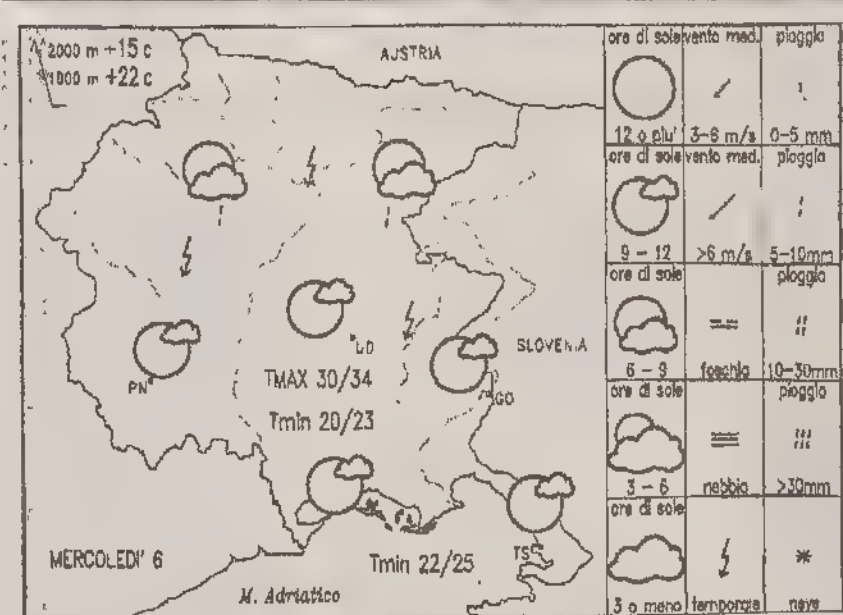 2000 m +15 c
1000 m +22 c
AUSTRIA
UD
SLOVENIA
PN
TMAX 30/34
GO
Tmin 20/23
MERCOLEDI' 6
Tmin 22/25
TS
M. Adriatico
ore di sole vento med. pioggia
12 o piu' 3-6 m/s 0-5 mm
ore di sole vento med. pioggia
9 - 12 >6 m/s 5-10mm
ore di sole pioggia
6 - 9 foschia 10-30mm
ore di sole pioggia
3 - 6 nebbia >30mm
ore di sole
3 o meno temporale neve